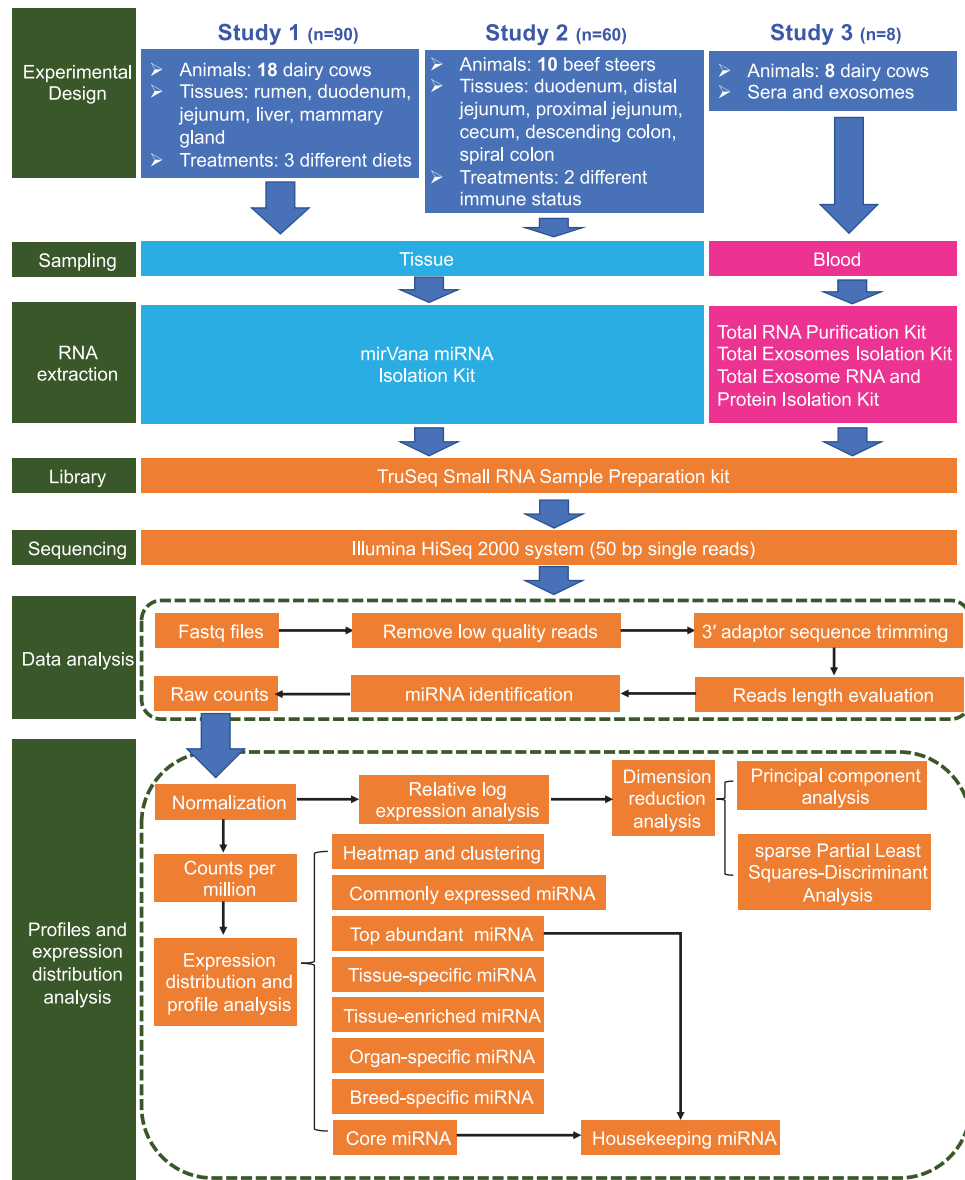 Study 1 (n=90)
Study 2 (n=60)
Study 3 (n=8)
Experimental
Design
➢ Animals: 18 dairy cows
➢ Tissues: rumen, duodenum,
jejunum, liver, mammary
gland
➢ Treatments: 3 different diets
➢ Animals: 10 beef steers
➢ Tissues: duodenum, distal
jejunum, proximal jejunum,
cecum, descending colon,
spiral colon
➢ Treatments: 2 different
immune status
➢ Animals: 8 dairy cows
➢ Sera and exosomes
Sampling
Tissue
Blood
RNA
extraction
mirVana miRNA
Isolation Kit
Total RNA Purification Kit
Total Exosomes Isolation Kit
Total Exosome RNA and
Protein Isolation Kit
Library
TruSeq Small RNA Sample Preparation kit
Sequencing
Illumina HiSeq 2000 system (50 bp single reads)
Data analysis
Fastq files
Remove low quality reads
3′ adaptor sequence trimming
Raw counts
miRNA identification
Reads length evaluation
Profiles and
expression
distribution
analysis
Normalization
Relative log
expression analysis
Dimension
reduction
analysis
Principal component
analysis
sparse Partial Least
Squares-Discriminant
Analysis
Counts per
million
Expression
distribution and
profile analysis
Heatmap and clustering
Commonly expressed miRNA
Top abundant miRNA
Tissue-specific miRNA
Tissue-enriched miRNA
Organ-specific miRNA
Breed-specific miRNA
Core miRNA
Housekeeping miRNA